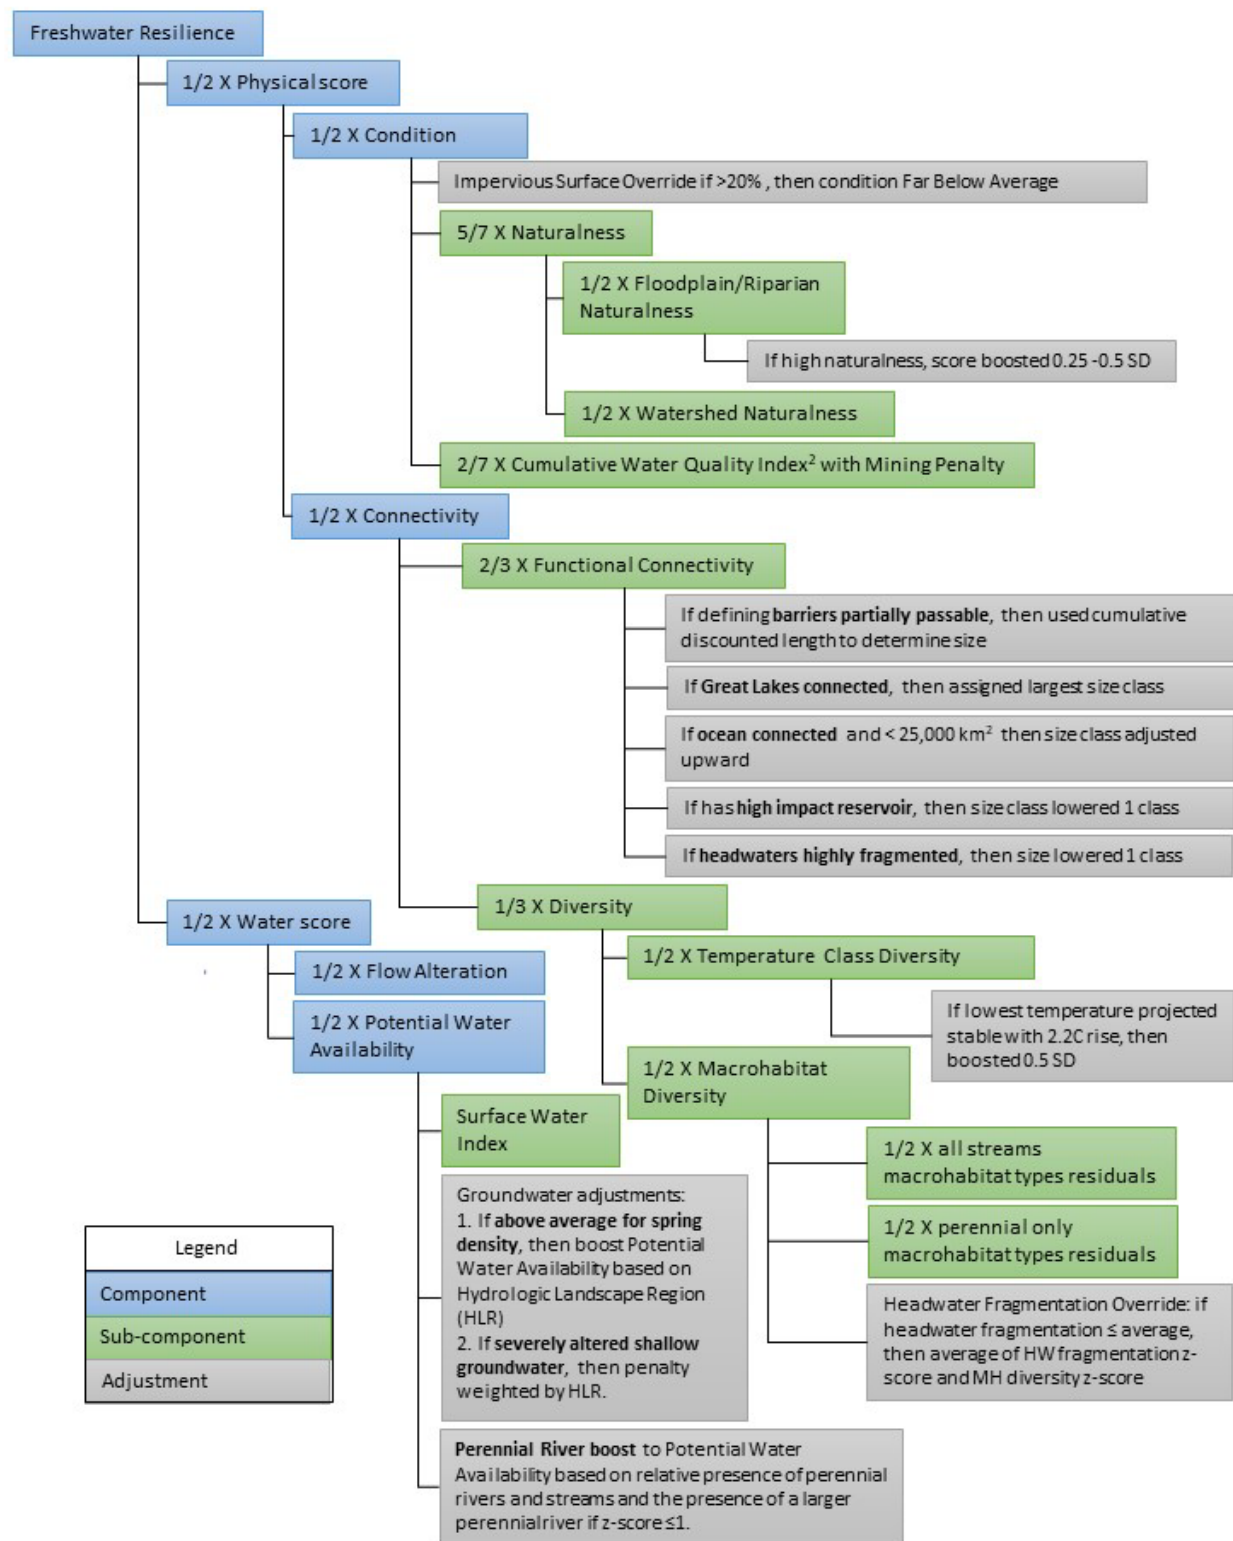 Freshwater Resilience
1/2 X Physical score
1/2 X Condition
Impervious Surface Override if >20% , then condition Far Below Average
5/7 X Naturalness
1/2 X Floodplain/Riparian
Naturalness
If high naturalness, score boosted 0.25 -0.5 SD
1/2 X Watershed Naturalness
2/7 X Cumulative Water Quality Index² with Mining Penalty
1/2 X Connectivity
2/3 X Functional Connectivity
If defining barriers partially passable, then used cumulative
discounted length to determine size
If Great Lakes connected, then assigned largest size class
If ocean connected and < 25,000 km² then size class adjusted
upward
If has high impact reservoir, then size class lowered 1 class
If headwaters highly fragmented, then size lowered 1 class
1/3 X Diversity
1/2 X Temperature Class Diversity
If lowest temperature projected
stable with 2.2C rise, then
boosted 0.5 SD
1/2 X Macrohabitat
Diversity
1/2 X all streams
macrohabitat types residuals
1/2 X perennial only
macrohabitat types residuals
Headwater Fragmentation Override: if
headwater fragmentation ≤ average,
then average of HW fragmentation z-
score and MH diversity z-score
1/2 X Water score
1/2 X Flow Alteration
1/2 X Potential Water
Availability
Surface Water
Index
Groundwater adjustments:
1. If above average for spring
density, then boost Potential
Water Availability based on
Hydrologic Landscape Region
(HLR)
2. If severely altered shallow
groundwater, then penalty
weighted by HLR.
Perennial River boost to Potential Water
Availability based on relative presence of perennial
rivers and streams and the presence of a larger
perennial river if z-score ≤1.
Legend
Component
Sub-component
Adjustment